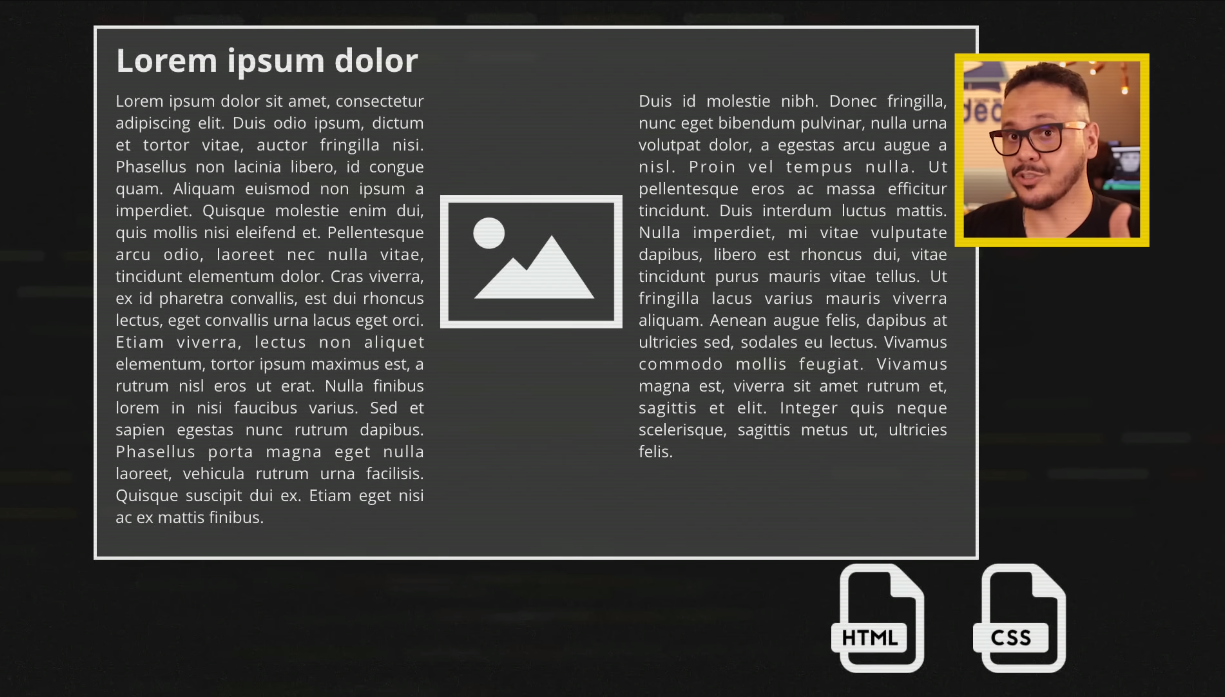 Lorem ipsum dolor
Lorem ipsum dolor sit amet, consectetur
adipiscing elit. Duis odio ipsum, dictum
et tortor vitae, auctor fringilla nisi.
Phasellus non lacinia libero, id congue
quam. Aliquam euismod non ipsum a
imperdiet. Quisque molestie enim dui,
quis mollis nisi eleifend et. Pellentesque
arcu odio, laoreet nec nulla vitae,
tincidunt elementum dolor. Cras viverra,
ex id pharetra convallis, est dui rhoncus
lectus, eget convallis urna lacus eget orci.
Etiam viverra, lectus non aliquet
elementum, tortor ipsum maximus est, a
rutrum nisl eros ut erat. Nulla finibus
lorem in nisi faucibus varius. Sed et
sapien egestas nunc rutrum dapibus.
Phasellus porta magna eget nulla
laoreet, vehicula rutrum urna facilisis.
Quisque suscipit dui ex. Etiam eget nisi
ac ex mattis finibus.
Duis id molestie nibh. Donec fringilla,
nunc eget bibendum pulvinar, nulla urna
volutpat dolor, a egestas arcu augue a
nisl. Proin vel tempus nulla. Ut
pellentesque eros ac massa efficitur
tincidunt. Duis interdum luctus mattis.
Nulla imperdiet, mi vitae vulputate
dapibus, libero est rhoncus dui, vitae
tincidunt purus mauris vitae tellus. Ut
fringilla lacus varius mauris viverra
aliquam. Aenean augue felis, dapibus at
ultricies sed, sodales eu lectus. Vivamus
commodo mollis feugiat. Vivamus
magna est, viverra sit amet rutrum et,
sagittis et elit. Integer quis neque
scelerisque, sagittis metus ut, ultricies
felis.
HTML
CSS